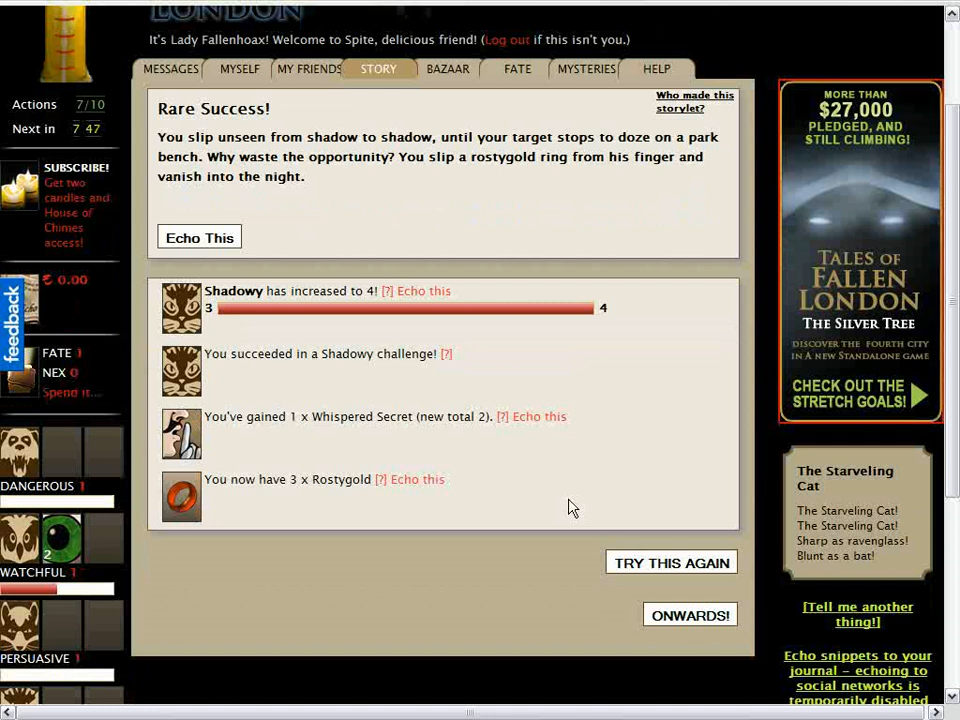 LONDON
It's Lady Fallenhoax! Welcome to Spite, delicious friend! (Log out if this isn't you.)
MESSAGES MYSELF MY FRIENDS STORY BAZAAR FATE MYSTERIES HELP
Actions 7/10
Next in 7 47
SUBSCRIBE!
Get two
candles and
House of
Chimes
access!
0.00
feedback
FATE 1
NEX 0
Spend it...
DANGEROUS 1
2
WATCHFUL 1
PERSUASIVE 1
Rare Success!
Who made this
storylet?
You slip unseen from shadow to shadow, until your target stops to doze on a park
bench. Why waste the opportunity? You slip a rostygold ring from his finger and
vanish into the night.
Echo This
Shadowy has increased to 4! [?] Echo this
3 4
You succeeded in a Shadowy challenge! [?]
You've gained 1 x Whispered Secret (new total 2). [?] Echo this
You now have 3 x Rostygold [?] Echo this
TRY THIS AGAIN
ONWARDS!
MORE THAN
$27,000
PLEDGED, AND
STILL CLIMBING!
TALES OF
FALLEN
LONDON
THE SILVER TREE
DISCOVER THE FOURTH CITY
IN A NEW STANDALONE GAME
CHECK OUT THE
STRETCH GOALS!
The Starveling
Cat
The Starveling Cat!
The Starveling Cat!
Sharp as ravenglass!
Blunt as a bat!
[Tell me another
thing!]
Echo snippets to your
journal - echoing to
social networks is
temporarily disabled